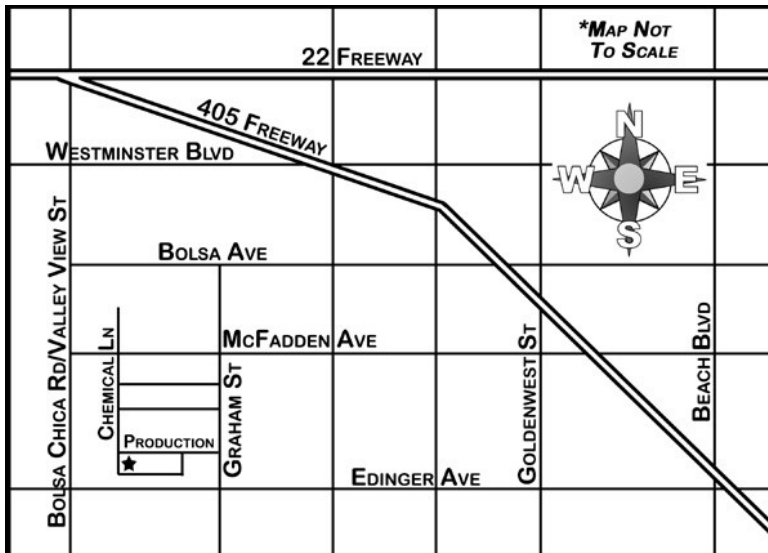 *Map Not
To Scale
22 Freeway
405 Freeway
N
Westminster Blvd
W E
S
Bolsa Ave
Bolsa Chica Rd/Valley View St
Chemical Ln
McFadden Ave
Graham St
Goldenwest St
Beach Blvd
Production
Edinger Ave